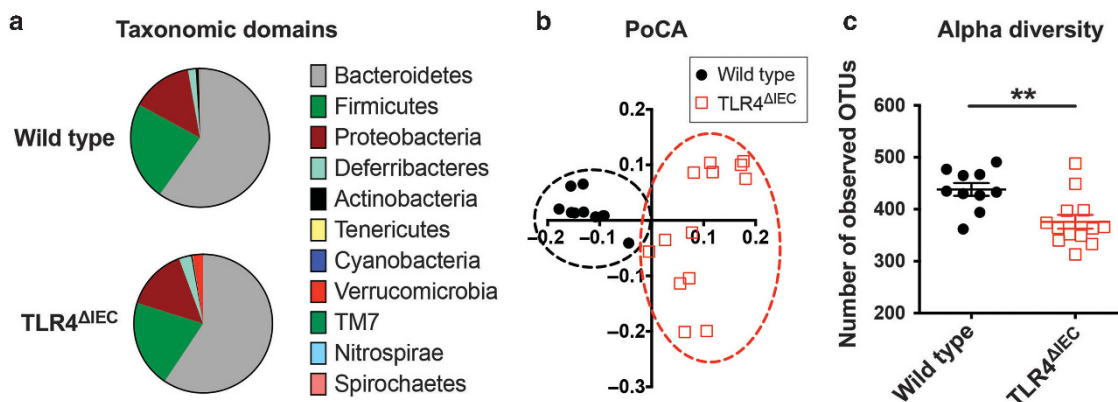 a
Taxonomic domains
Wild type
TLR4ΔIEC
Bacteroidetes
Firmicutes
Proteobacteria
Deferribacteres
Actinobacteria
Tenericutes
Cyanobacteria
Verrucomicrobia
TM7
Nitrospirae
Spirochaetes
b
PoCA
Wild type
TLR4ΔIEC
0.2
0.1
−0.2 −0.1 0.1 0.2
−0.1
−0.2
−0.3
c
Alpha diversity
**
Number of observed OTUs
600
500
400
300
200
Wild type
TLR4ΔIEC